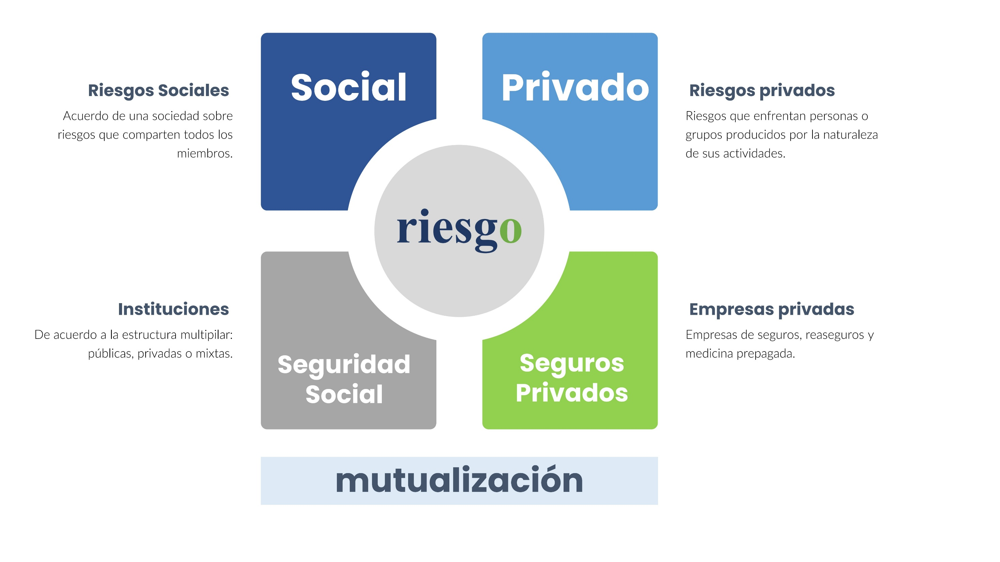 Social
Privado
Riesgos Sociales
Acuerdo de una sociedad sobre
riesgos que comparten todos los
miembros.
Riesgos privados
Riesgos que enfrentan personas o
grupos producidos por la naturaleza
de sus actividades.
riesgo
Instituciones
De acuerdo a la estructura multipilar:
públicas, privadas o mixtas.
Empresas privadas
Empresas de seguros, reaseguros y
medicina prepagada.
Seguridad
Social
Seguros
Privados
mutualización